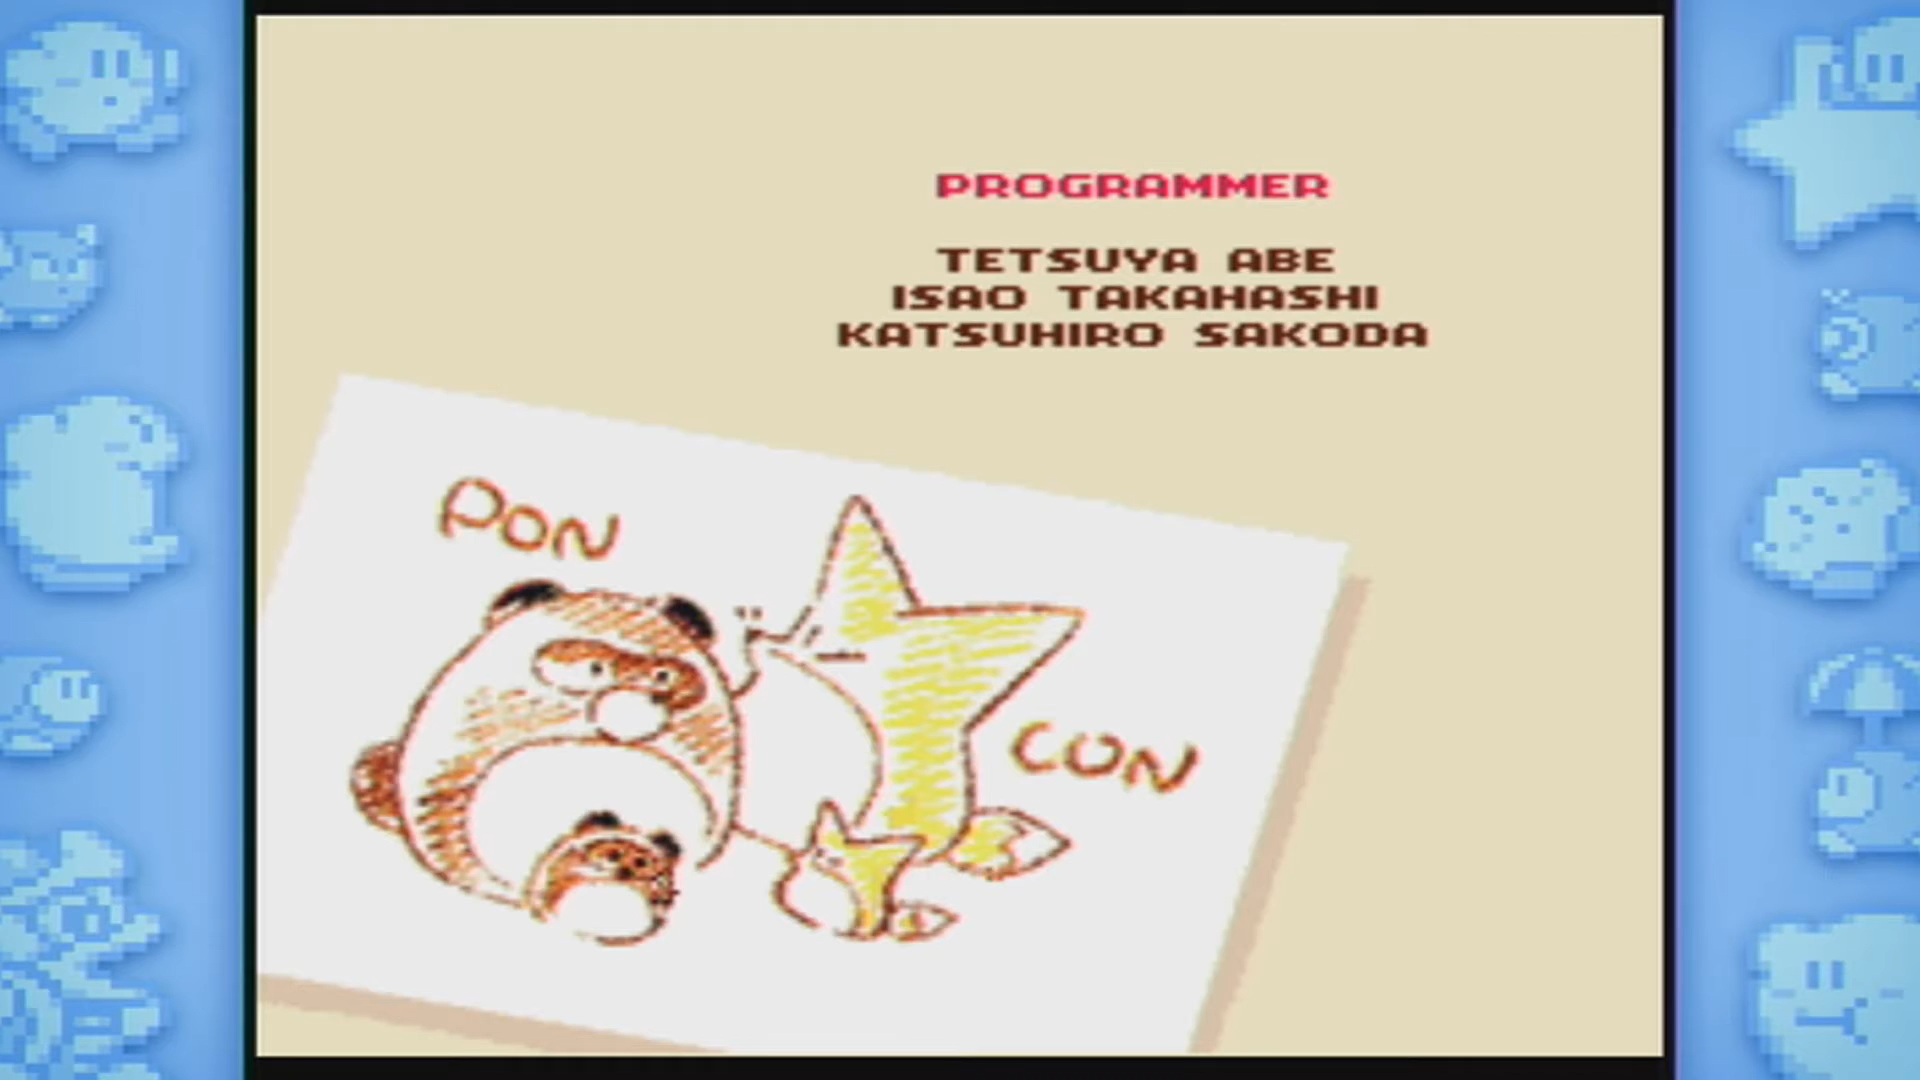 PROGRAMMER
TETSUYA ABE
ISAO TAKAHASHI
KATSUHIRO SAKODA
PON
CON